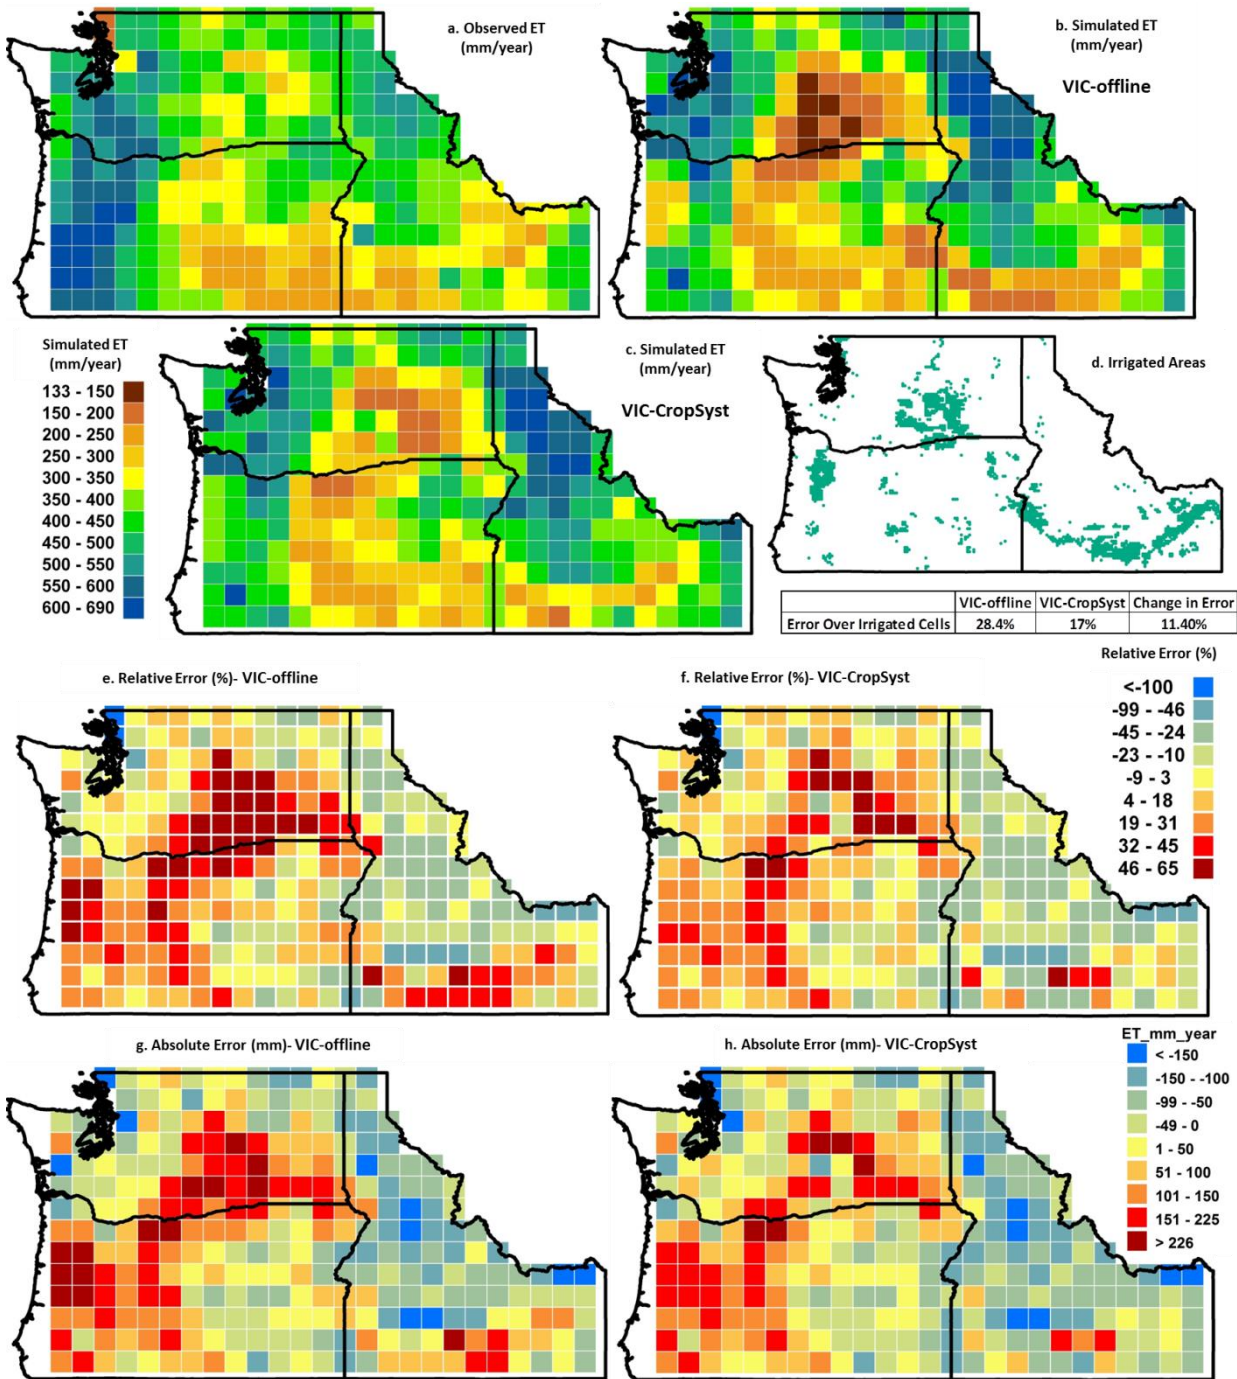 a. Observed ET
(mm/year)
b. Simulated ET
(mm/year)
VIC-offline
Simulated ET
(mm/year)
133 - 150
150 - 200
200 - 250
250 - 300
300 - 350
350 - 400
400 - 450
450 - 500
500 - 550
550 - 600
600 - 690
c. Simulated ET
(mm/year)
VIC-CropSyst
d. Irrigated Areas
VIC-offline VIC-CropSyst Change in Error
Error Over Irrigated Cells 28.4% 17% 11.40%
e. Relative Error (%)- VIC-offline
f. Relative Error (%)- VIC-CropSyst
Relative Error (%)
<-100
-99 - -46
-45 - -24
-23 - -10
-9 - 3
4 - 18
19 - 31
32 - 45
46 - 65
g. Absolute Error (mm)- VIC-offline
h. Absolute Error (mm)- VIC-CropSyst
ET_mm_year
< -150
-150 - -100
-99 - -50
-49 - 0
1 - 50
51 - 100
101 - 150
151 - 225
> 226